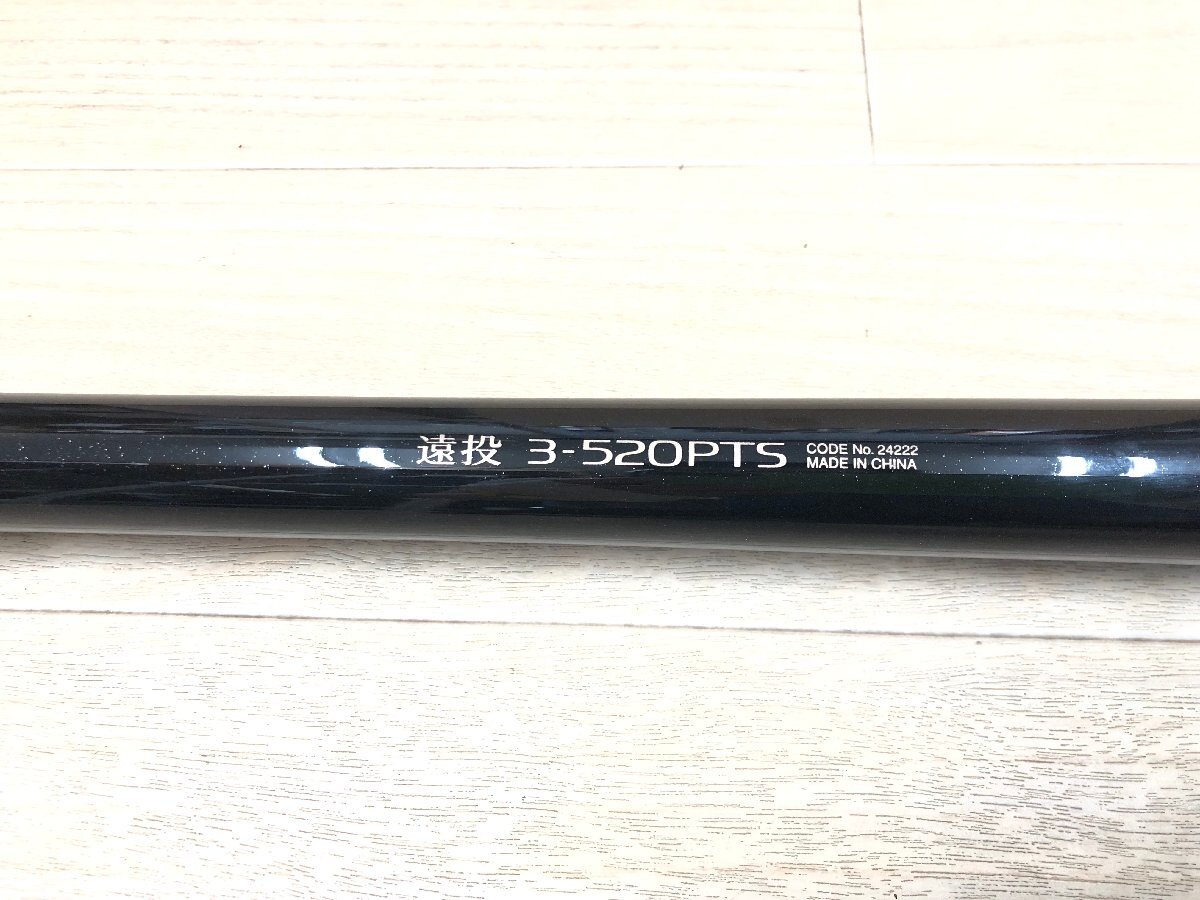 遠投 3-520PTS
CODE No. 24222
MADE IN CHINA